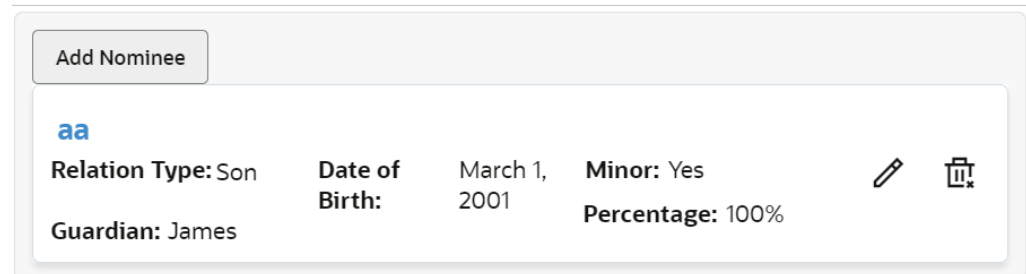 Add Nominee
aa
Relation Type: Son
Date of Birth: March 1, 2001
Minor: Yes
Percentage: 100%
Guardian: James